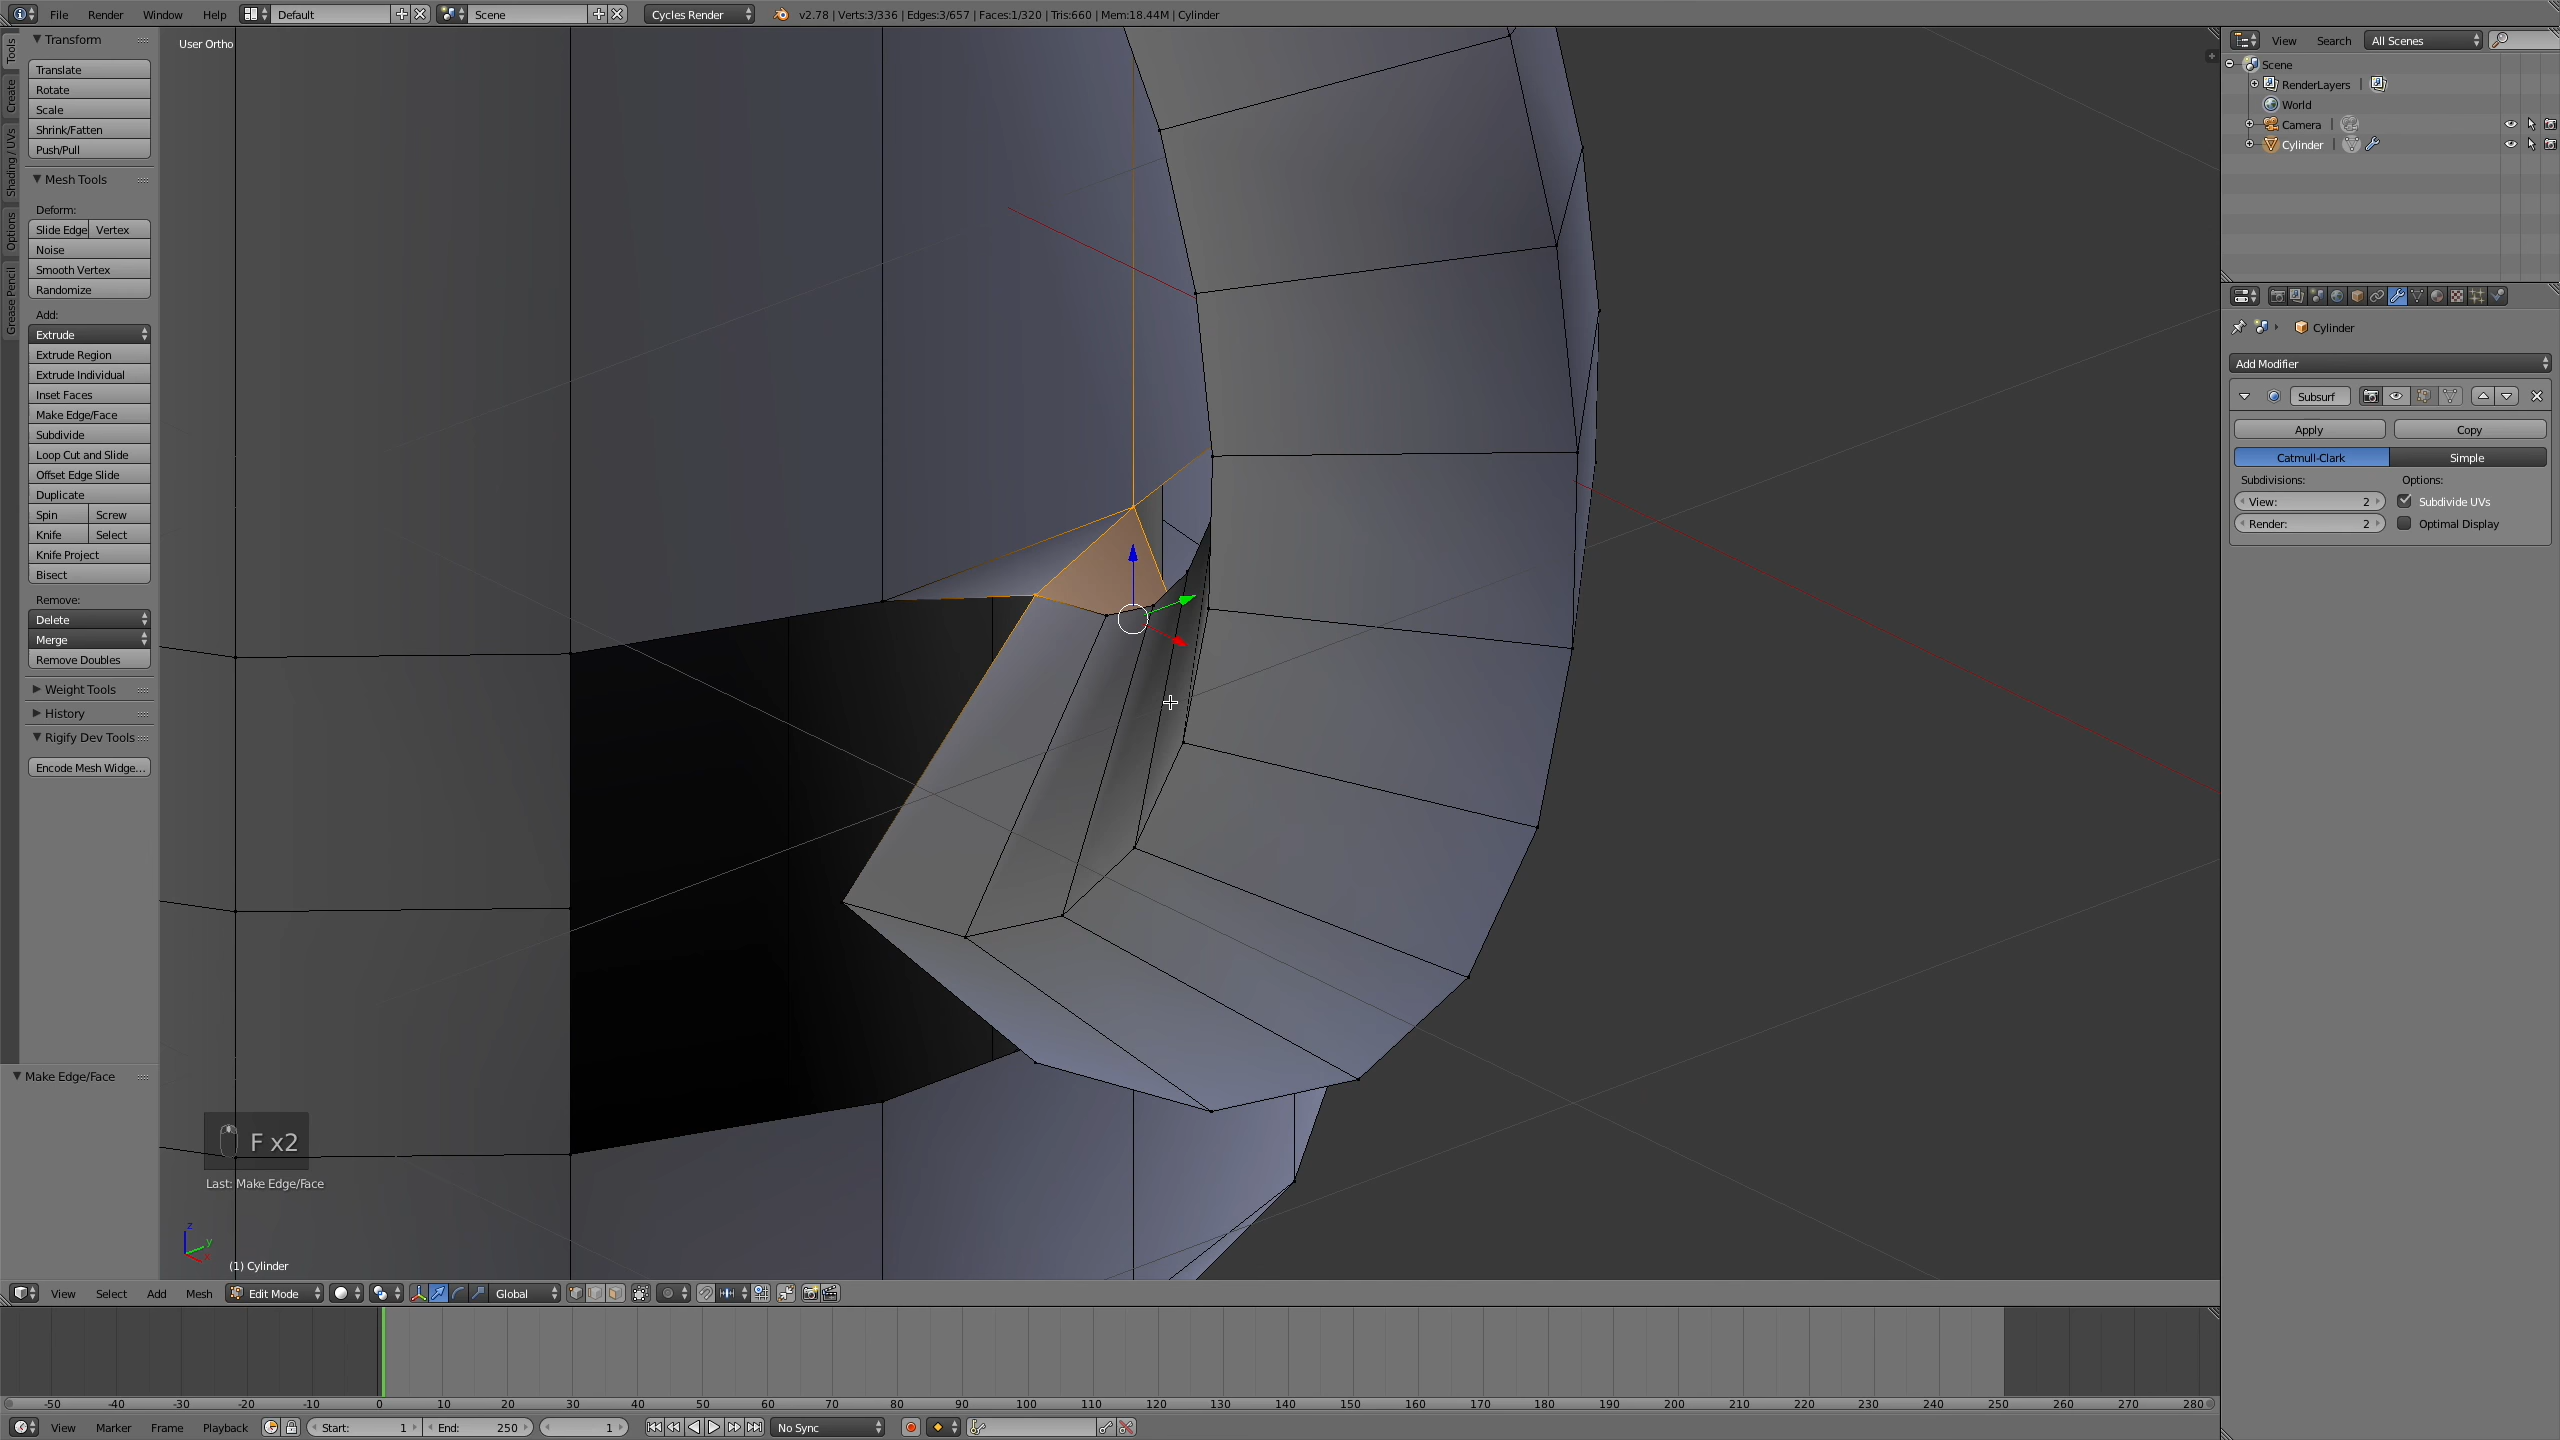 File Render Window Help Default Scene Cycles Render v2.78 | Verts:3/336 | Edges:3/657 | Faces:1/320 | Tris:660 | Mem:18.44M | Cylinder
Tools
Create
Shading / UVs
Options
Grease Pencil
Transform
Translate
Rotate
Scale
Shrink/Fatten
Push/Pull
Mesh Tools
Deform:
Slide Edge Vertex
Noise
Smooth Vertex
Randomize
Add:
Extrude
Extrude Region
Extrude Individual
Inset Faces
Make Edge/Face
Subdivide
Loop Cut and Slide
Offset Edge Slide
Duplicate
Spin Screw
Knife Select
Knife Project
Bisect
Remove:
Delete
Merge
Remove Doubles
Weight Tools
History
Rigify Dev Tools
Encode Mesh Widge...
Make Edge/Face
User Ortho
F x2
Last: Make Edge/Face
z
y
(1) Cylinder
View Search All Scenes
Scene
RenderLayers
World
Camera
Cylinder
Cylinder
Add Modifier
Subsurf
Apply Copy
Catmull-Clark Simple
Subdivisions: Options:
View: 2 Subdivide UVs
Render: 2 Optimal Display
View Select Add Mesh Edit Mode Global
-50 -40 -30 -20 -10 0 10 20 30 40 50 60 70 80 90 100 110 120 130 140 150 160 170 180 190 200 210 220 230 240 250 260 270 280
View Marker Frame Playback Start: 1 End: 250 1 No Sync